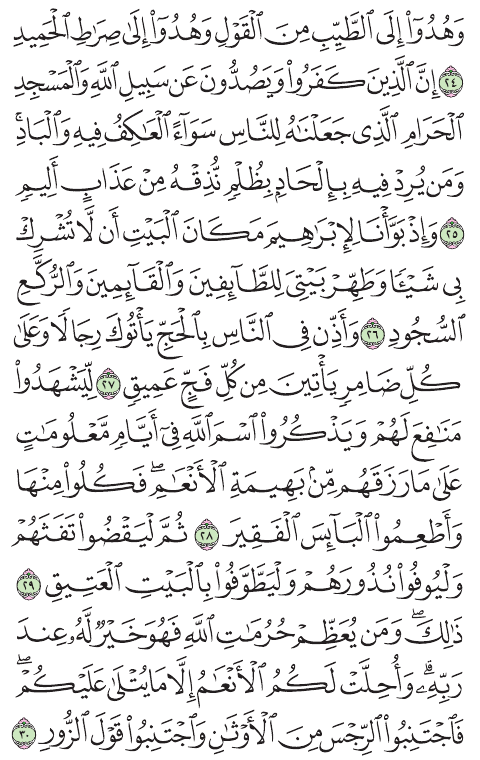 وَهُدُوٓاْ إِلَى ٱلطَّيِّبِ مِنَ ٱلۡقَوۡلِ وَهُدُوٓاْ إِلَىٰ صِرَٰطِ ٱلۡحَمِيدِ
٢٤ إِنَّ ٱلَّذِينَ كَفَرُواْ وَيَصُدُّونَ عَن سَبِيلِ ٱللَّهِ وَٱلۡمَسۡجِدِ
ٱلۡحَرَامِ ٱلَّذِي جَعَلۡنَٰهُ لِلنَّاسِ سَوَآءً ٱلۡعَٰكِفُ فِيهِ وَٱلۡبَادِۚ
وَمَن يُرِدۡ فِيهِ بِإِلۡحَادِۭ بِظُلۡمٖ نُّذِقۡهُ مِنۡ عَذَابٍ أَلِيمٖ
٢٥ وَإِذۡ بَوَّأۡنَا لِإِبۡرَٰهِيمَ مَكَانَ ٱلۡبَيۡتِ أَن لَّا تُشۡرِكۡ
بِي شَيۡـٔٗا وَطَهِّرۡ بَيۡتِيَ لِلطَّآئِفِينَ وَٱلۡقَآئِمِينَ وَٱلرُّكَّعِ
ٱلسُّجُودِ ٢٦ وَأَذِّن فِي ٱلنَّاسِ بِٱلۡحَجِّ يَأۡتُوكَ رِجَالٗا وَعَلَىٰ
كُلِّ ضَامِرٖ يَأۡتِينَ مِن كُلِّ فَجٍّ عَمِيقٖ ٢٧ لِّيَشۡهَدُواْ
مَنَٰفِعَ لَهُمۡ وَيَذۡكُرُواْ ٱسۡمَ ٱللَّهِ فِيٓ أَيَّامٖ مَّعۡلُومَٰتٍ
عَلَىٰ مَا رَزَقَهُم مِّنۢ بَهِيمَةِ ٱلۡأَنۡعَٰمِۖ فَكُلُواْ مِنۡهَا
وَأَطۡعِمُواْ ٱلۡبَآئِسَ ٱلۡفَقِيرَ ٢٨ ثُمَّ لۡيَقۡضُواْ تَفَثَهُمۡ
وَلۡيُوفُواْ نُذُورَهُمۡ وَلۡيَطَّوَّفُواْ بِٱلۡبَيۡتِ ٱلۡعَتِيقِ ٢٩
ذَٰلِكَۖ وَمَن يُعَظِّمۡ حُرُمَٰتِ ٱللَّهِ فَهُوَ خَيۡرٞ لَّهُۥ عِندَ
رَبِّهِۦۗ وَأُحِلَّتۡ لَكُمُ ٱلۡأَنۡعَٰمُ إِلَّا مَا يُتۡلَىٰ عَلَيۡكُمۡۖ
فَٱجۡتَنِبُواْ ٱلرِّجۡسَ مِنَ ٱلۡأَوۡثَٰنِ وَٱجۡتَنِبُواْ قَوۡلَ ٱلزُّورِ ٣٠